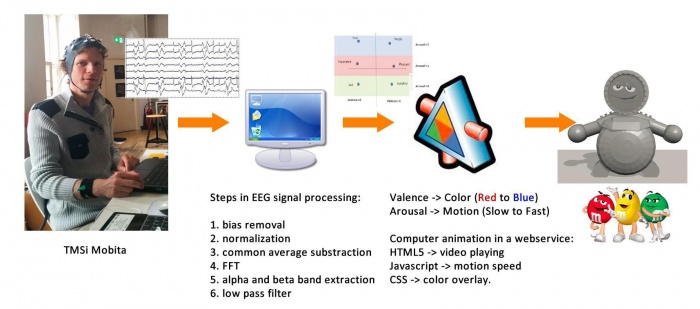 TMSi Mobita
Steps in EEG signal processing:
1. bias removal
2. normalization
3. common average substraction
4. FFT
5. alpha and beta band extraction
6. low pass filter
Valence -> Color (Red to Blue)
Arousal -> Motion (Slow to Fast)
Computer animation in a webservice:
HTML5 -> video playing
Javascript -> motion speed
CSS -> color overlay.